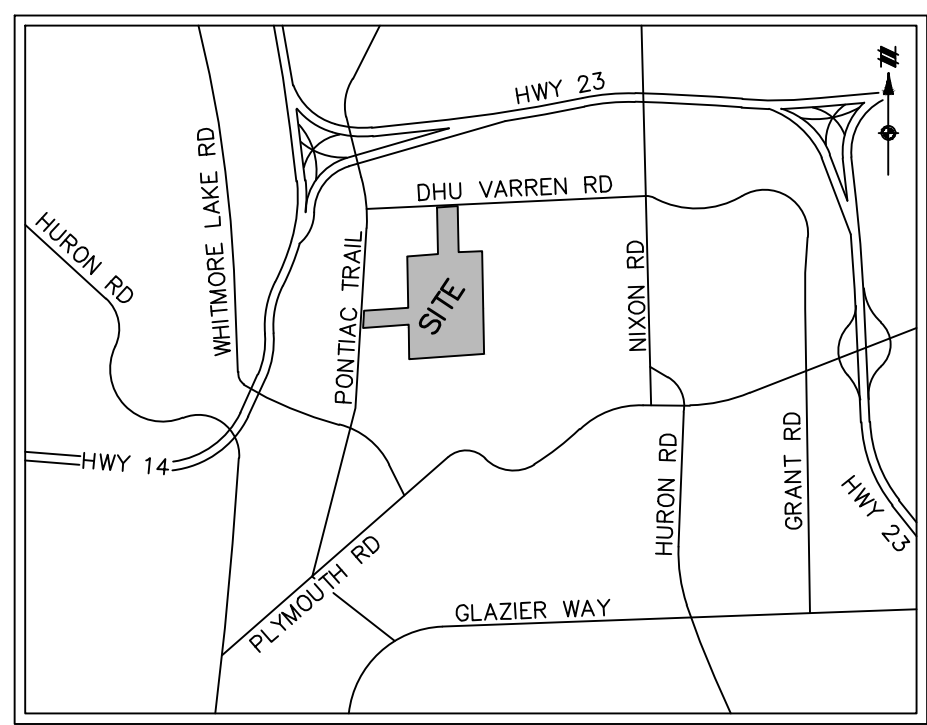 HWY 23
WHITMORE LAKE RD
DHU VARREN RD
HURON RD
PONTIAC TRAIL
SITE
NIXON RD
HWY 14
GRANT RD
HURON RD
HWY 23
PLYMOUTH RD
GLAZIER WAY
N